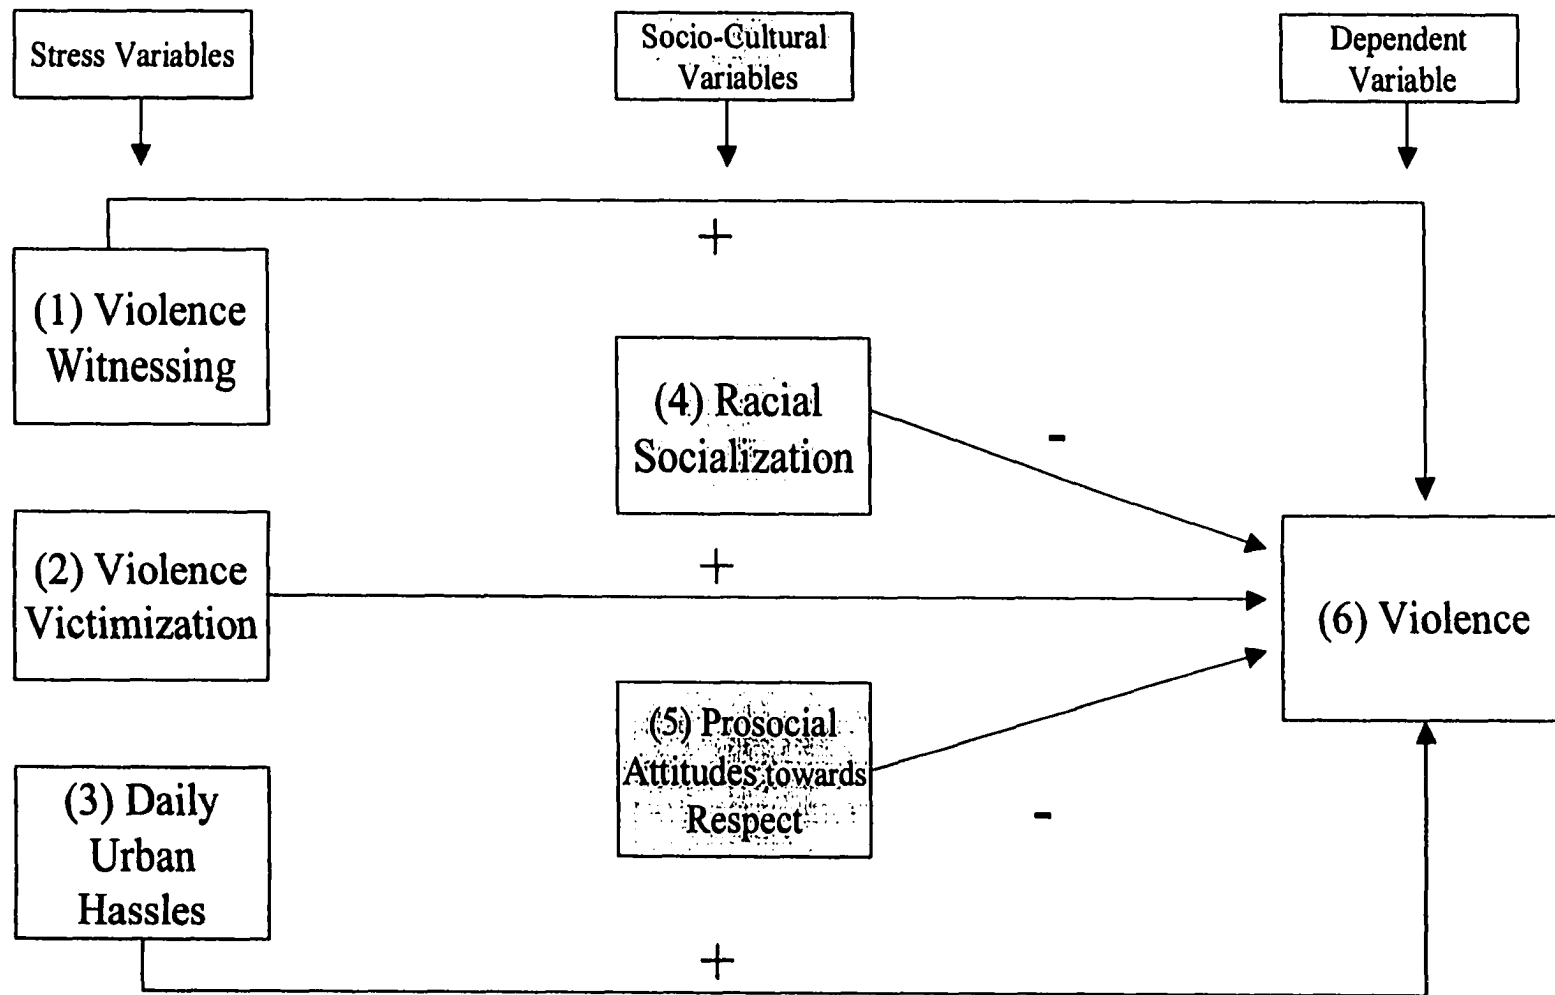 Stress Variables
Socio-Cultural
Variables
Dependent
Variable
+
(1) Violence
Witnessing
(4) Racial
Socialization
-
(2) Violence
Victimization
+
(6) Violence
(5) Prosocial
Attitudes towards
Respect
-
(3) Daily
Urban
Hassles
+